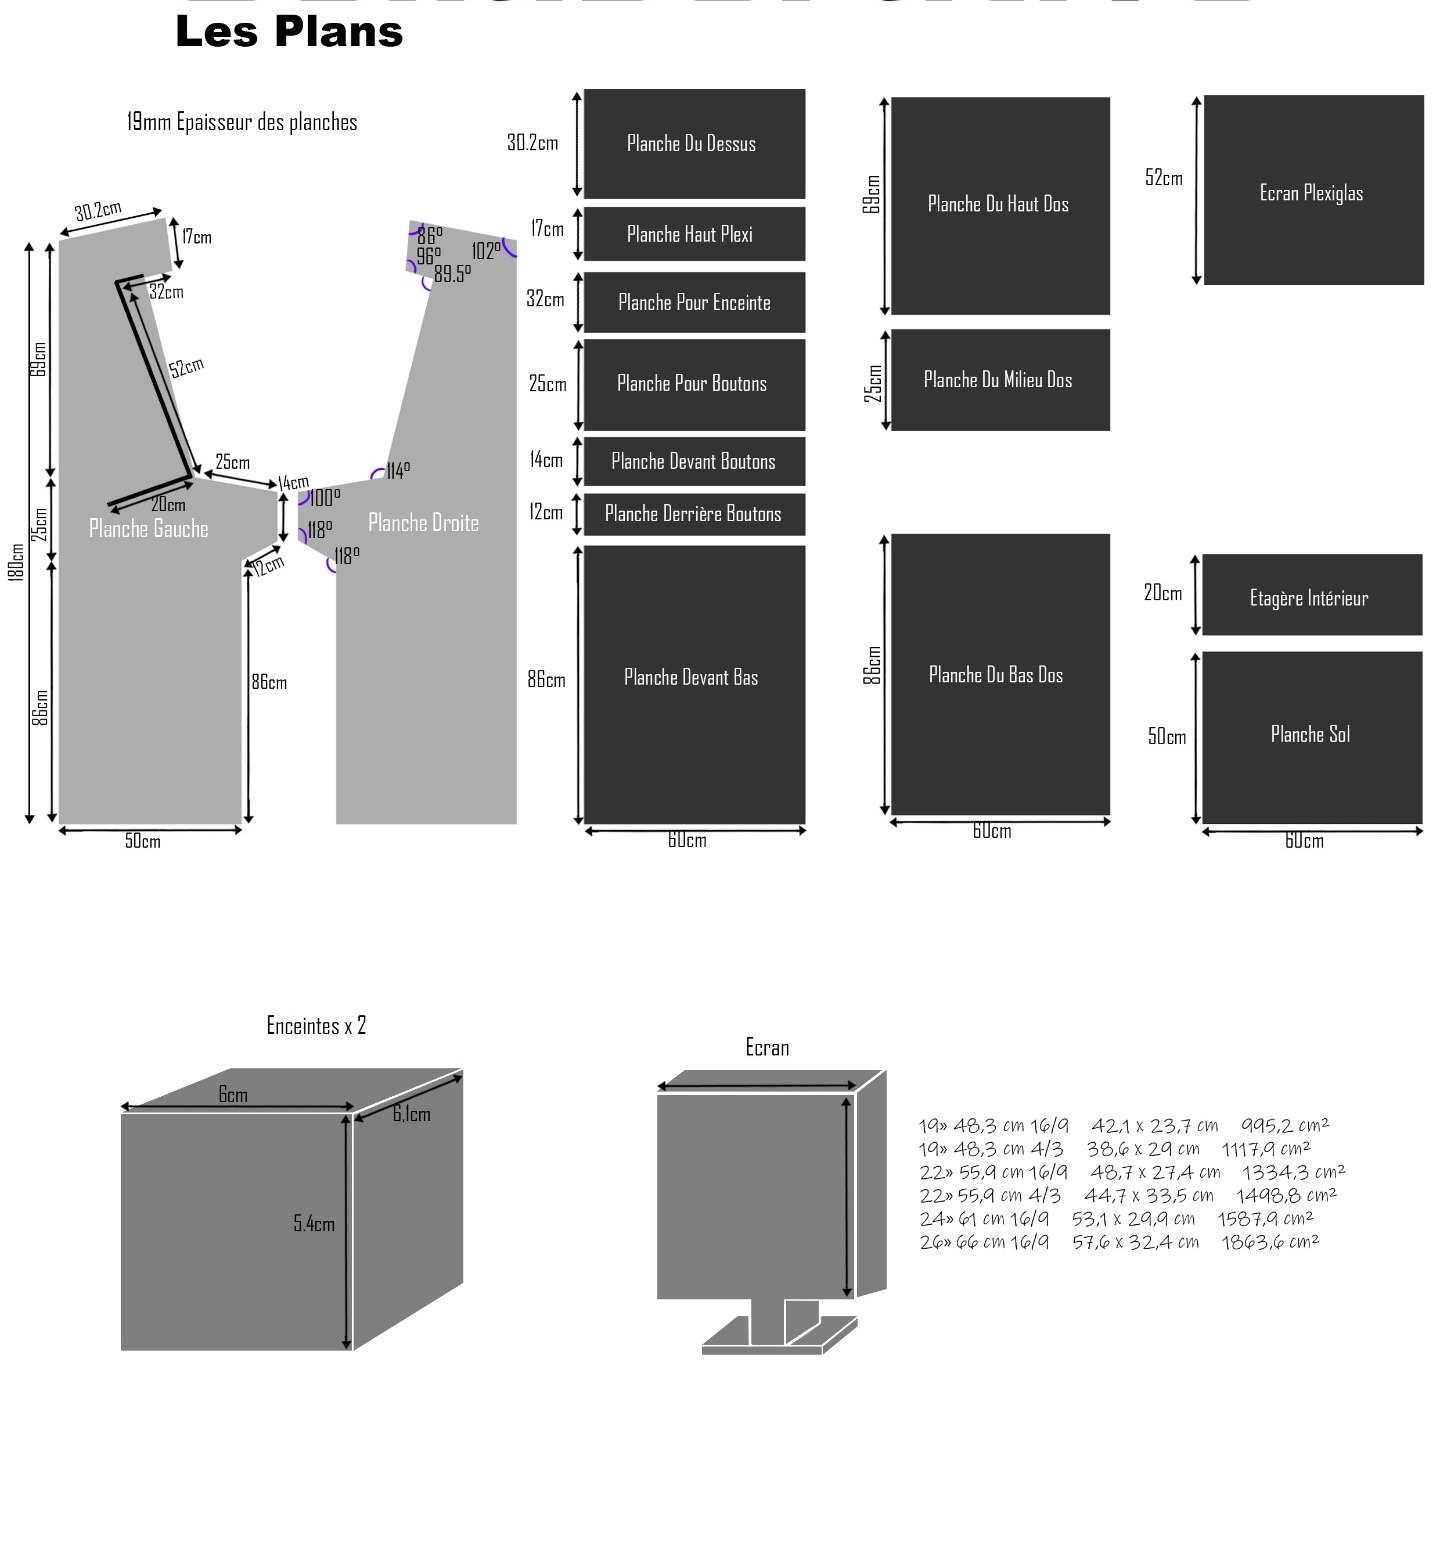 Les Plans
19mm Epaisseur des planches
30.2cm
17cm
32cm
52cm
69cm
25cm
14cm
20cm
25cm
12cm
180cm
86cm
86cm
50cm
Planche Gauche
86º
96º
102º
89.5º
114º
100º
118º
118º
Planche Droite
30.2cm
Planche Du Dessus
17cm
Planche Haut Plexi
32cm
Planche Pour Enceinte
25cm
Planche Pour Boutons
14cm
Planche Devant Boutons
12cm
Planche Derrière Boutons
86cm
Planche Devant Bas
60cm
69cm
Planche Du Haut Dos
25cm
Planche Du Milieu Dos
86cm
Planche Du Bas Dos
60cm
52cm
Ecran Plexiglas
20cm
Etagère Intérieur
50cm
Planche Sol
60cm
Enceintes x 2
6cm
6,1cm
5.4cm
Ecran
19» 48,3 cm 16/9 42,1 x 23,7 cm 995,2 cm²
19» 48,3 cm 4/3 38,6 x 29 cm 1117,9 cm²
22» 55,9 cm 16/9 48,7 x 27,4 cm 1334,3 cm²
22» 55,9 cm 4/3 44,7 x 33,5 cm 1498,8 cm²
24» 61 cm 16/9 53,1 x 29,9 cm 1587,9 cm²
26» 66 cm 16/9 57,6 x 32,4 cm 1863,6 cm²